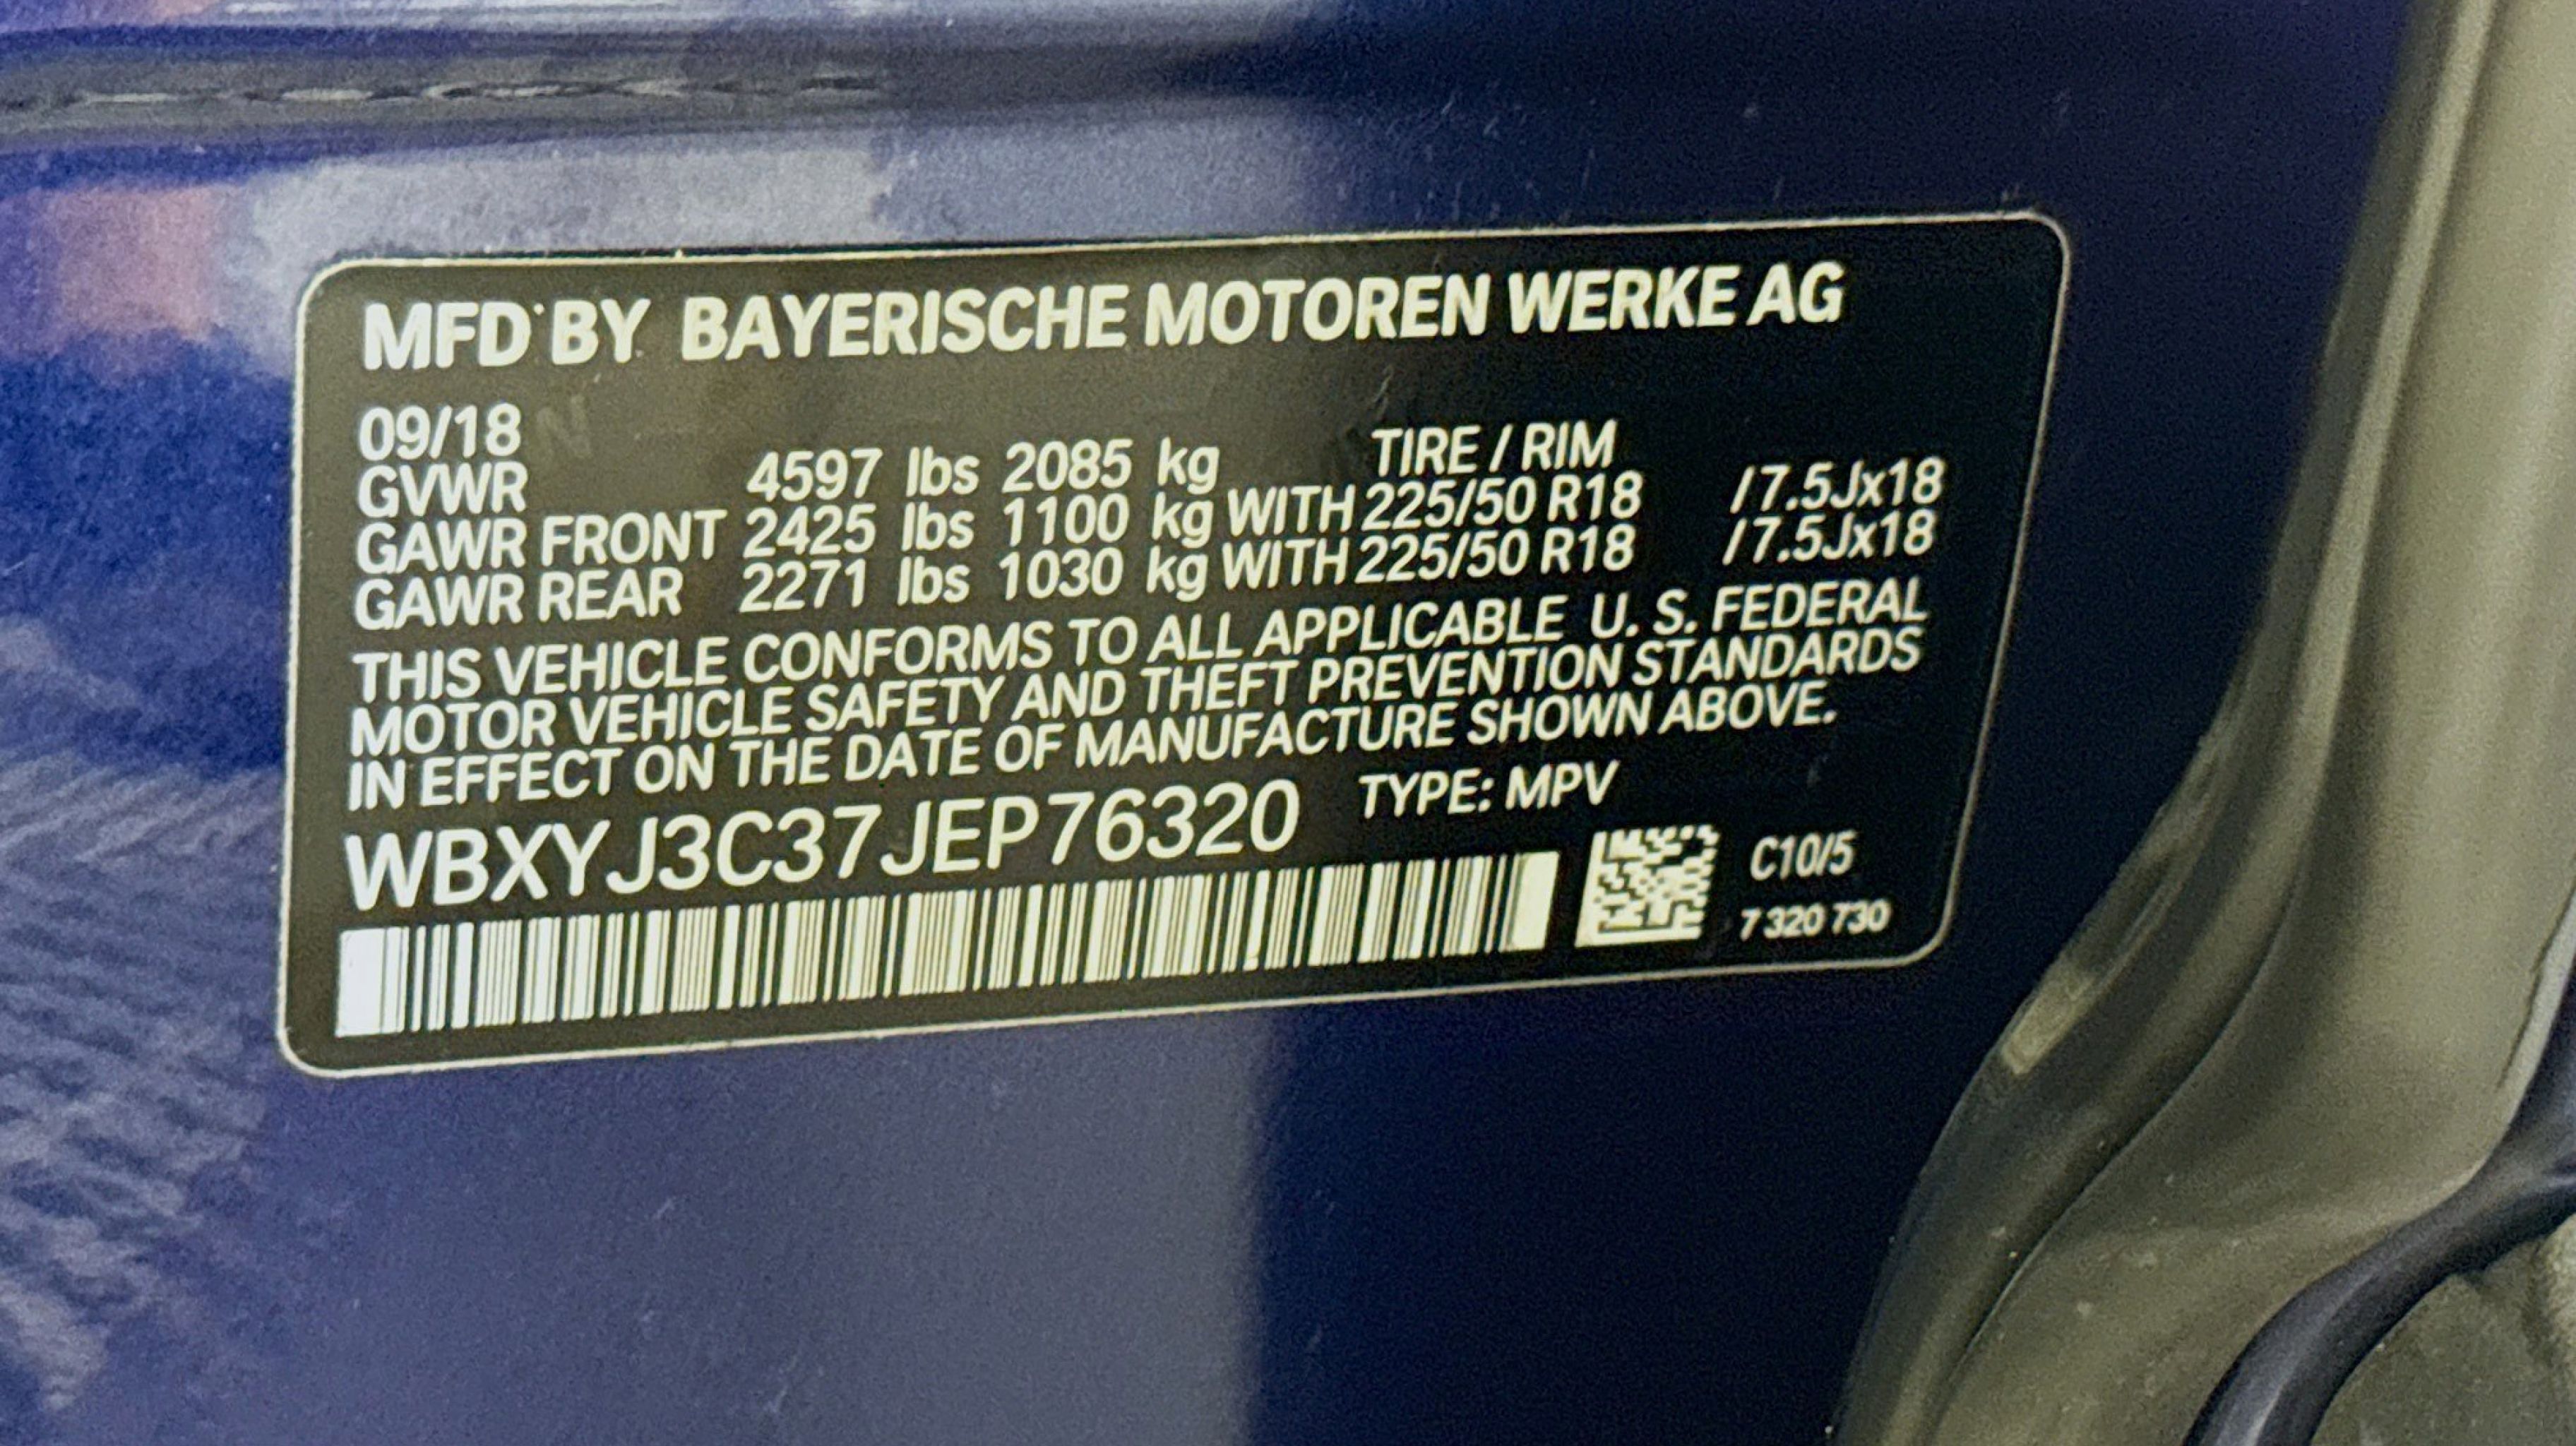 MFD BY BAYERISCHE MOTOREN WERKE AG
09/18 TIRE / RIM
GVWR 4597 lbs 2085 kg
GAWR FRONT 2425 lbs 1100 kg WITH 225/50 R18 /7.5Jx18
GAWR REAR 2271 lbs 1030 kg WITH 225/50 R18 /7.5Jx18
THIS VEHICLE CONFORMS TO ALL APPLICABLE U. S. FEDERAL
MOTOR VEHICLE SAFETY AND THEFT PREVENTION STANDARDS
IN EFFECT ON THE DATE OF MANUFACTURE SHOWN ABOVE.
WBXYJ3C37JEP76320 TYPE: MPV
C10/5
7 320 730